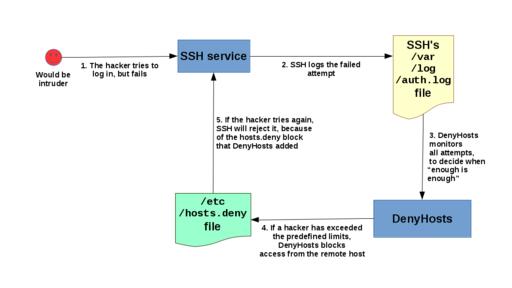 SSH service
SSH's
/var
/log
/auth.log
file
Would be
intruder
1. The hacker tries to
log in, but fails
2. SSH logs the failed
attempt
3. DenyHosts
monitors
all attempts,
to decide when
"enough is
enough"
DenyHosts
4. If a hacker has exceeded
the predefined limits,
DenyHosts blocks
access from the remote host
/etc
/hosts.deny
file
5. If the hacker tries again,
SSH will reject it, because
of the hosts.deny block
that DenyHosts added